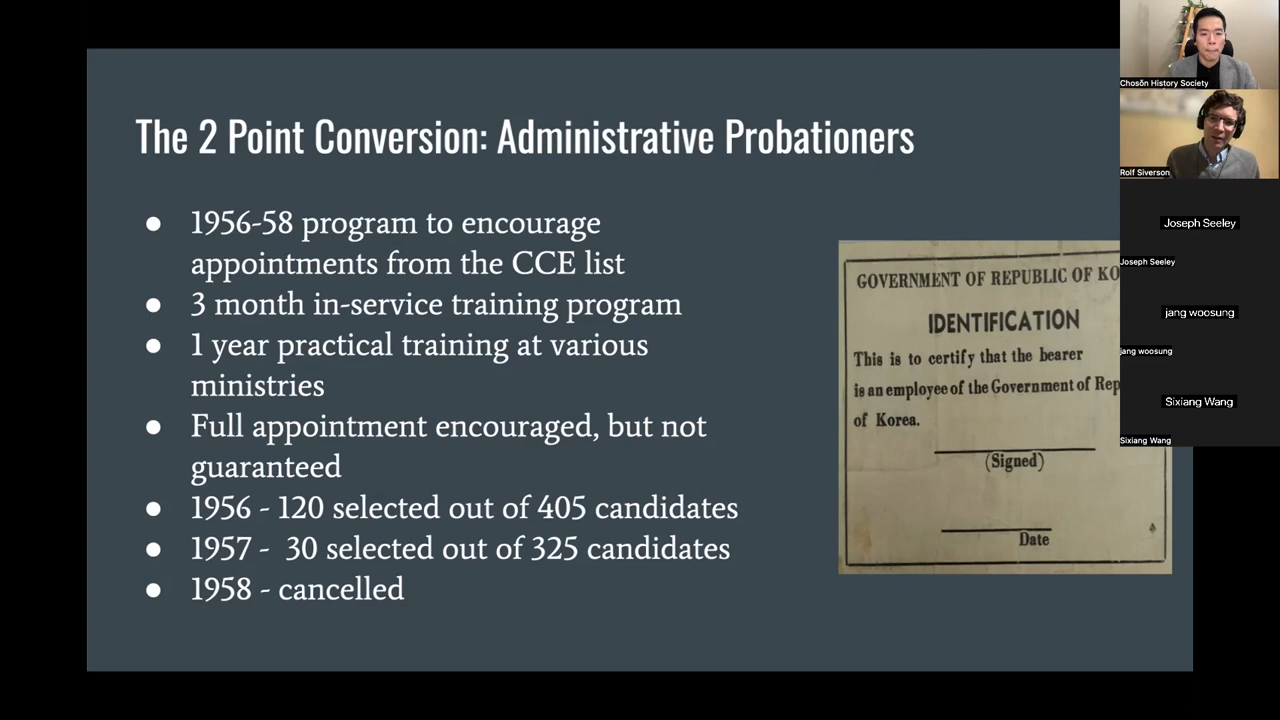 The 2 Point Conversion: Administrative Probationers
● 1956-58 program to encourage
appointments from the CCE list
● 3 month in-service training program
● 1 year practical training at various
ministries
● Full appointment encouraged, but not
guaranteed
● 1956 - 120 selected out of 405 candidates
● 1957 - 30 selected out of 325 candidates
● 1958 - cancelled
GOVERNMENT OF REPUBLIC OF KO
IDENTIFICATION
This is to certify that the bearer
is an employee of the Government of Rep
of Korea.
(Signed)
Date
Chosŏn History Society
Rolf Siverson
Joseph Seeley
Joseph Seeley
jang woosung
jang woosung
Sixiang Wang
Sixiang Wang